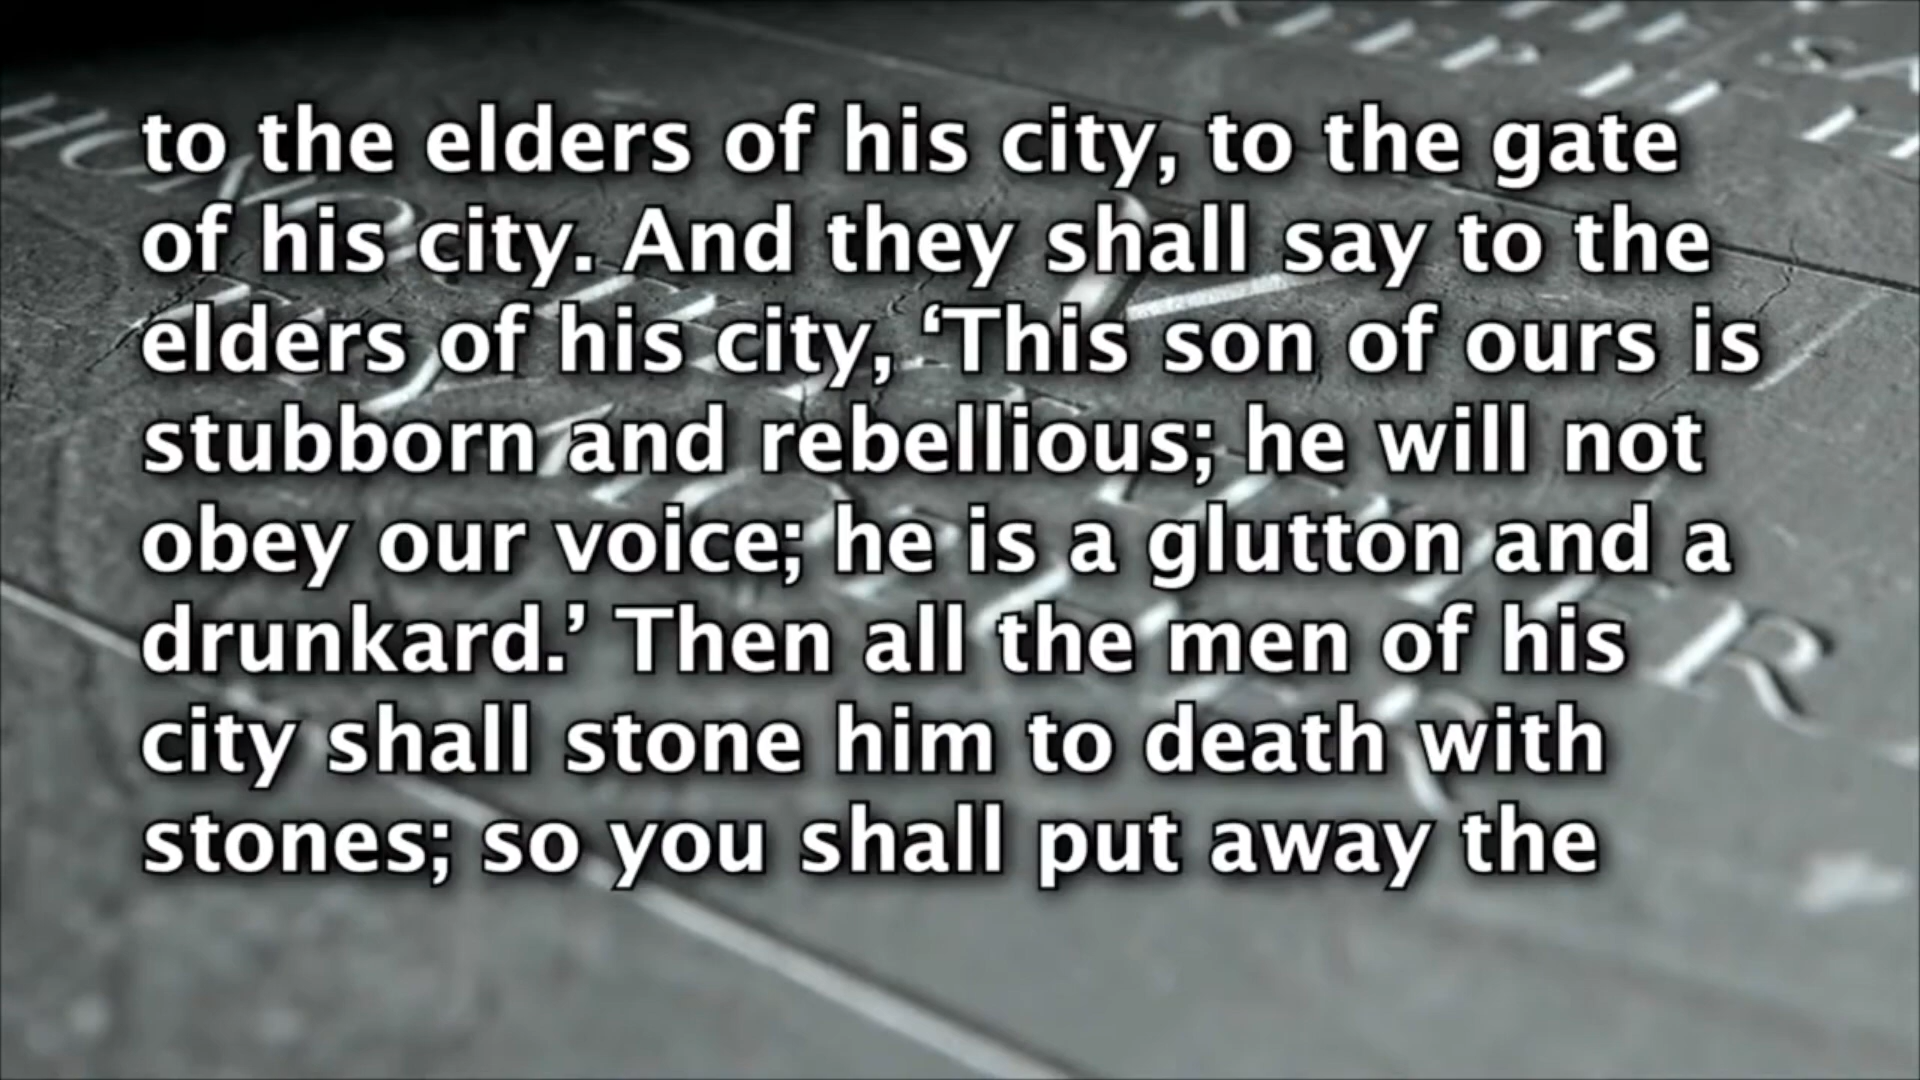 to the elders of his city, to the gate
of his city. And they shall say to the
elders of his city, ‘This son of ours is
stubborn and rebellious; he will not
obey our voice; he is a glutton and a
drunkard.’ Then all the men of his
city shall stone him to death with
stones; so you shall put away the